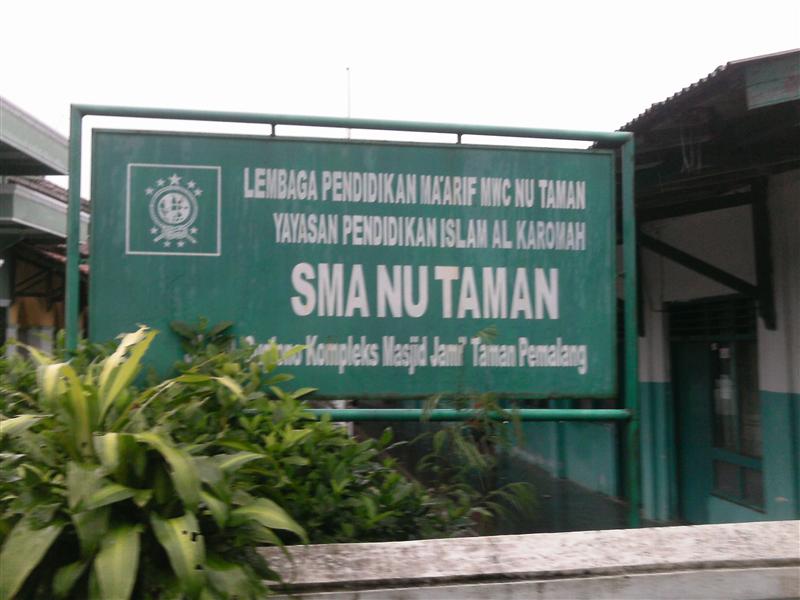 LEMBAGA PENDIDIKAN MA'ARIF MWC NU TAMAN
YAYASAN PENDIDIKAN ISLAM AL KAROMAH
SMA NU TAMAN
Kompleks Masjid Jami' Taman Pemalang